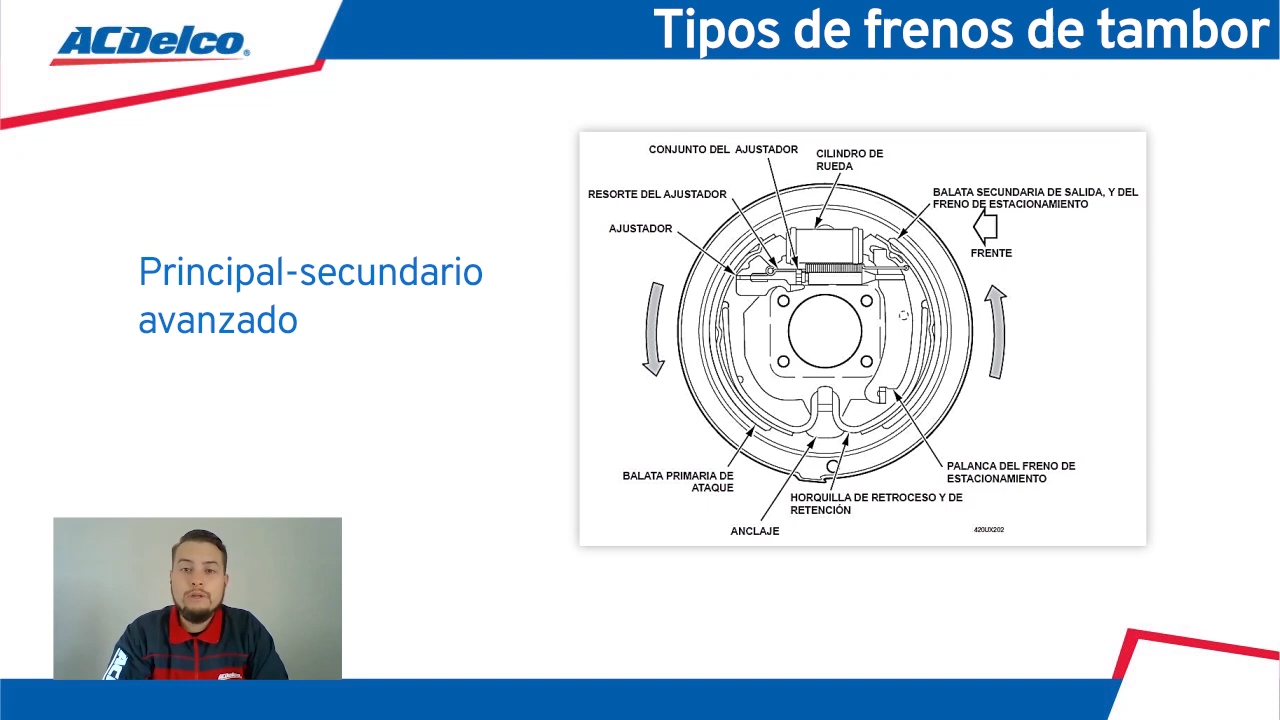 ACDelco
Tipos de frenos de tambor
Principal-secundario
avanzado
CONJUNTO DEL AJUSTADOR
CILINDRO DE
RUEDA
RESORTE DEL AJUSTADOR
BALATA SECUNDARIA DE SALIDA, Y DEL
FRENO DE ESTACIONAMIENTO
AJUSTADOR
FRENTE
BALATA PRIMARIA DE
ATAQUE
PALANCA DEL FRENO DE
ESTACIONAMIENTO
HORQUILLA DE RETROCESO Y DE
RETENCIÓN
ANCLAJE
420UX202